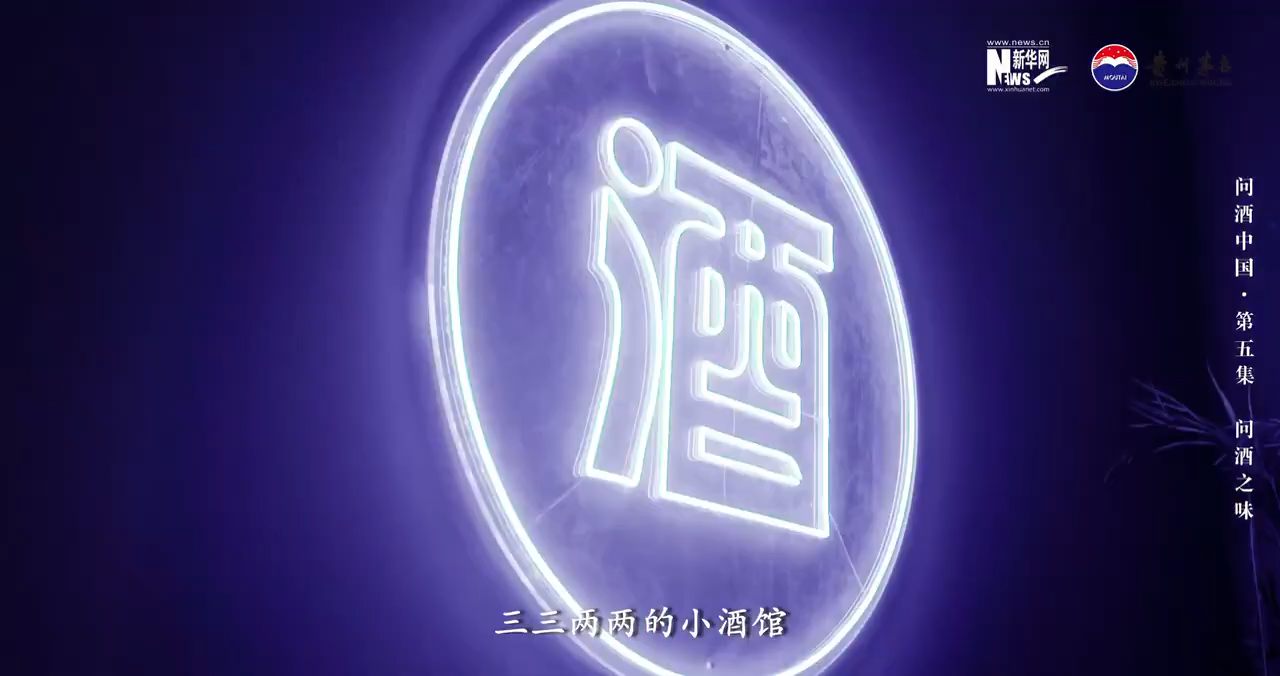 www.news.cn
新华网
NEWS
www.xinhuanet.com
MOUTAI
问酒中国·第五集 问酒之味
酒
三三两两的小酒馆